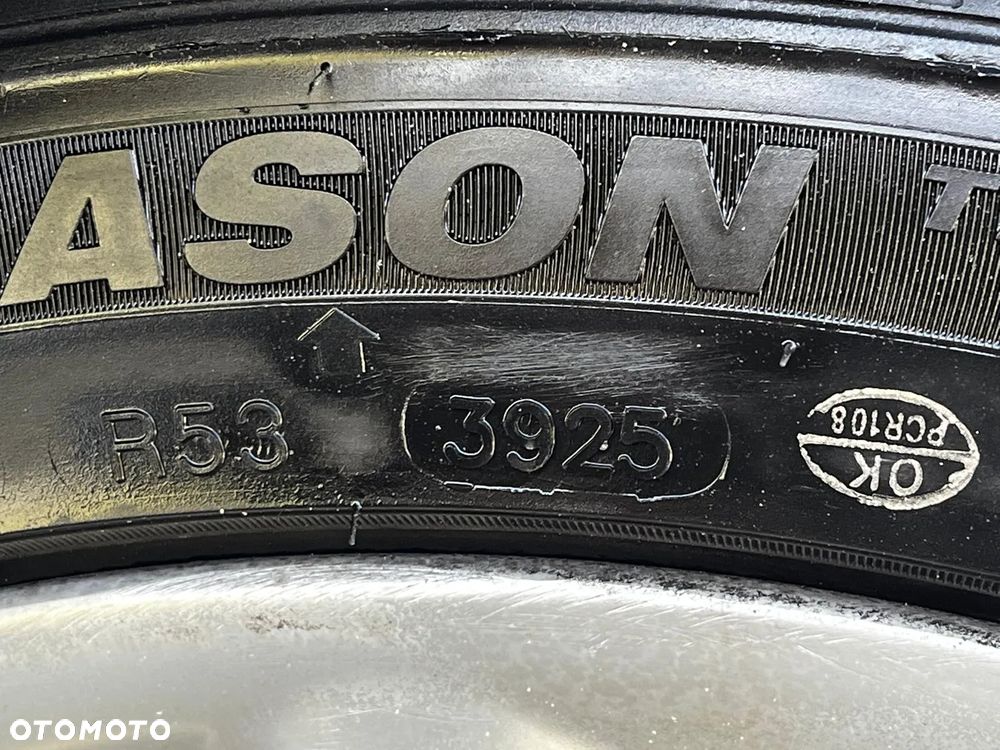 ASON T
R53 3925
PCR108
OK
OTOMOTO